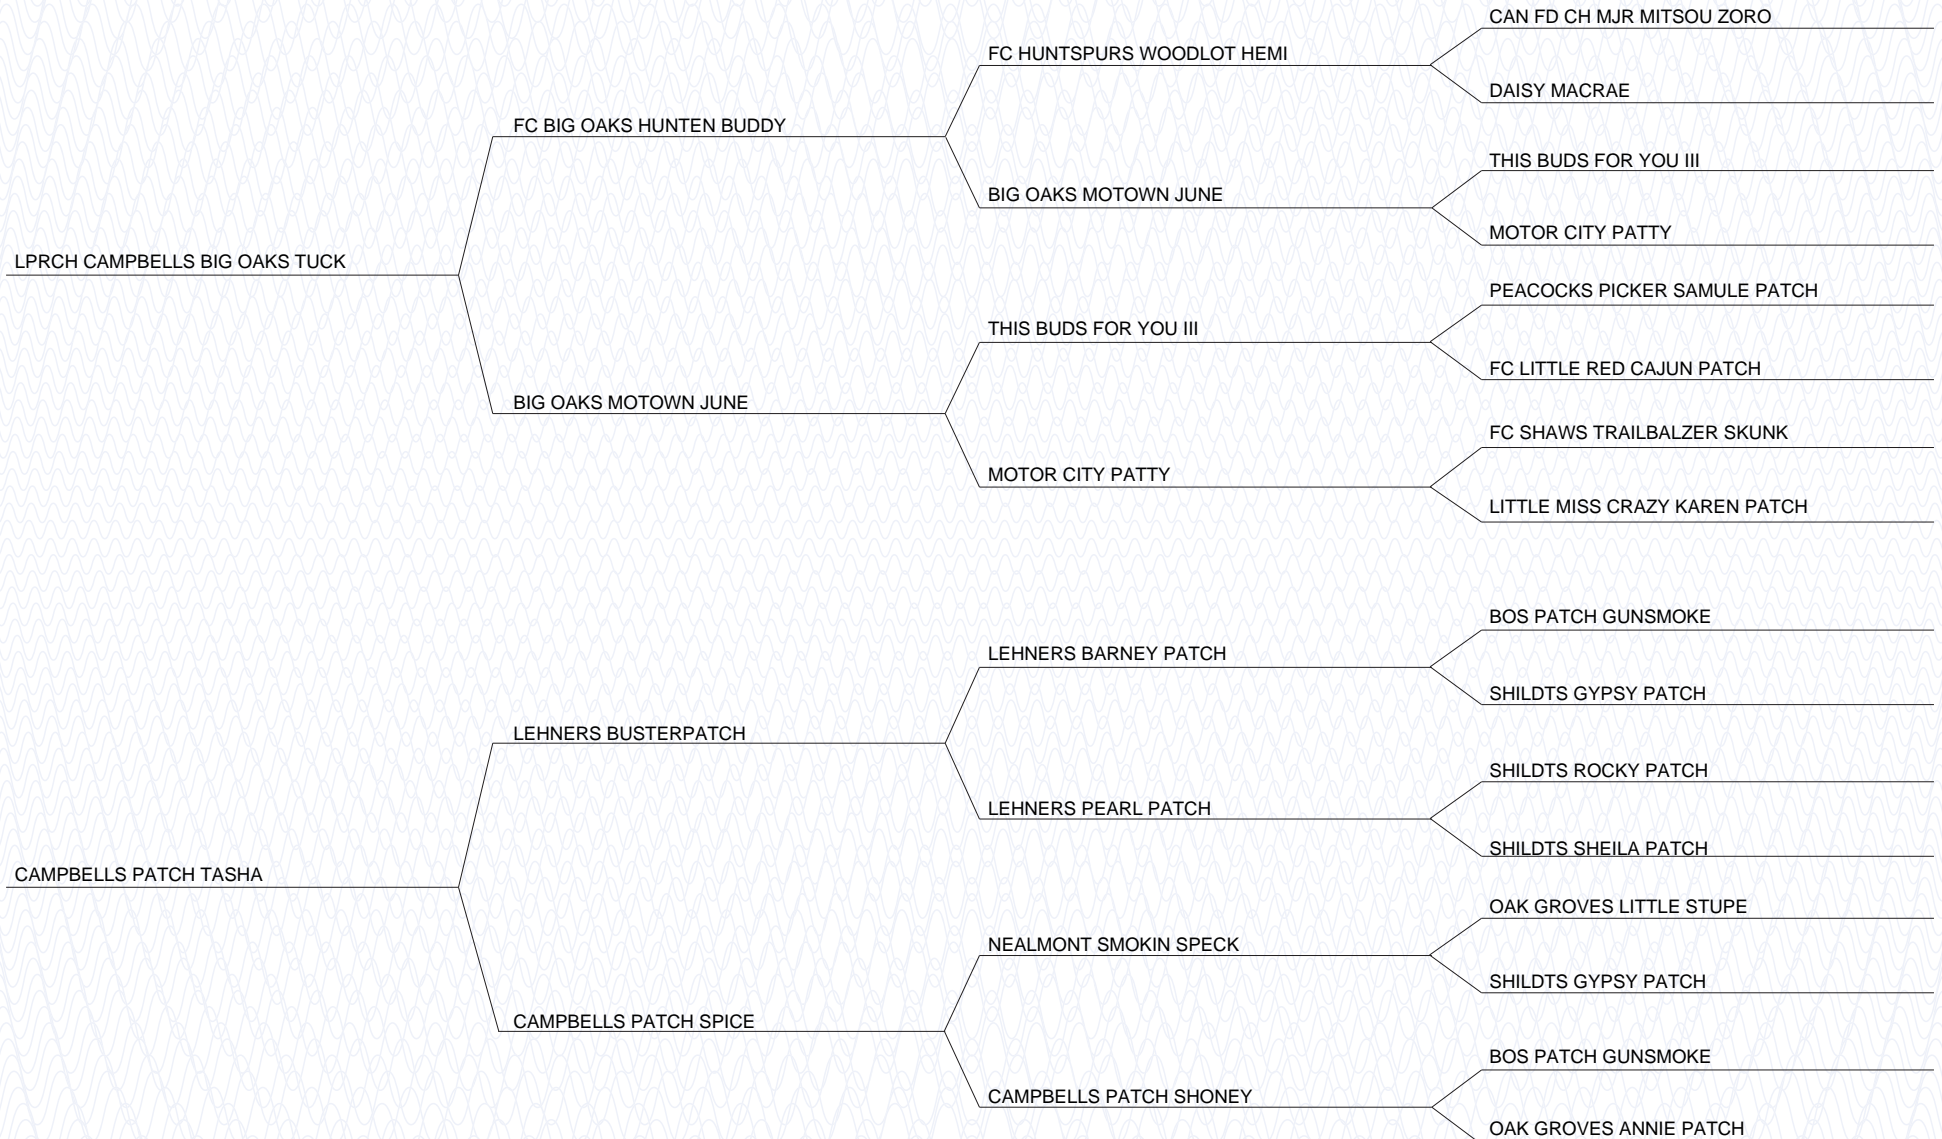 CAN FD CH MJR MITSOU ZORO
FC HUNTSPURS WOODLOT HEMI
DAISY MACRAE
FC BIG OAKS HUNTEN BUDDY
THIS BUDS FOR YOU III
BIG OAKS MOTOWN JUNE
MOTOR CITY PATTY
LPRCH CAMPBELLS BIG OAKS TUCK
PEACOCKS PICKER SAMULE PATCH
THIS BUDS FOR YOU III
FC LITTLE RED CAJUN PATCH
BIG OAKS MOTOWN JUNE
FC SHAWS TRAILBALZER SKUNK
MOTOR CITY PATTY
LITTLE MISS CRAZY KAREN PATCH
BOS PATCH GUNSMOKE
LEHNERS BARNEY PATCH
SHILDTS GYPSY PATCH
LEHNERS BUSTERPATCH
SHILDTS ROCKY PATCH
LEHNERS PEARL PATCH
SHILDTS SHEILA PATCH
CAMPBELLS PATCH TASHA
OAK GROVES LITTLE STUPE
NEALMONT SMOKIN SPECK
SHILDTS GYPSY PATCH
CAMPBELLS PATCH SPICE
BOS PATCH GUNSMOKE
CAMPBELLS PATCH SHONEY
OAK GROVES ANNIE PATCH